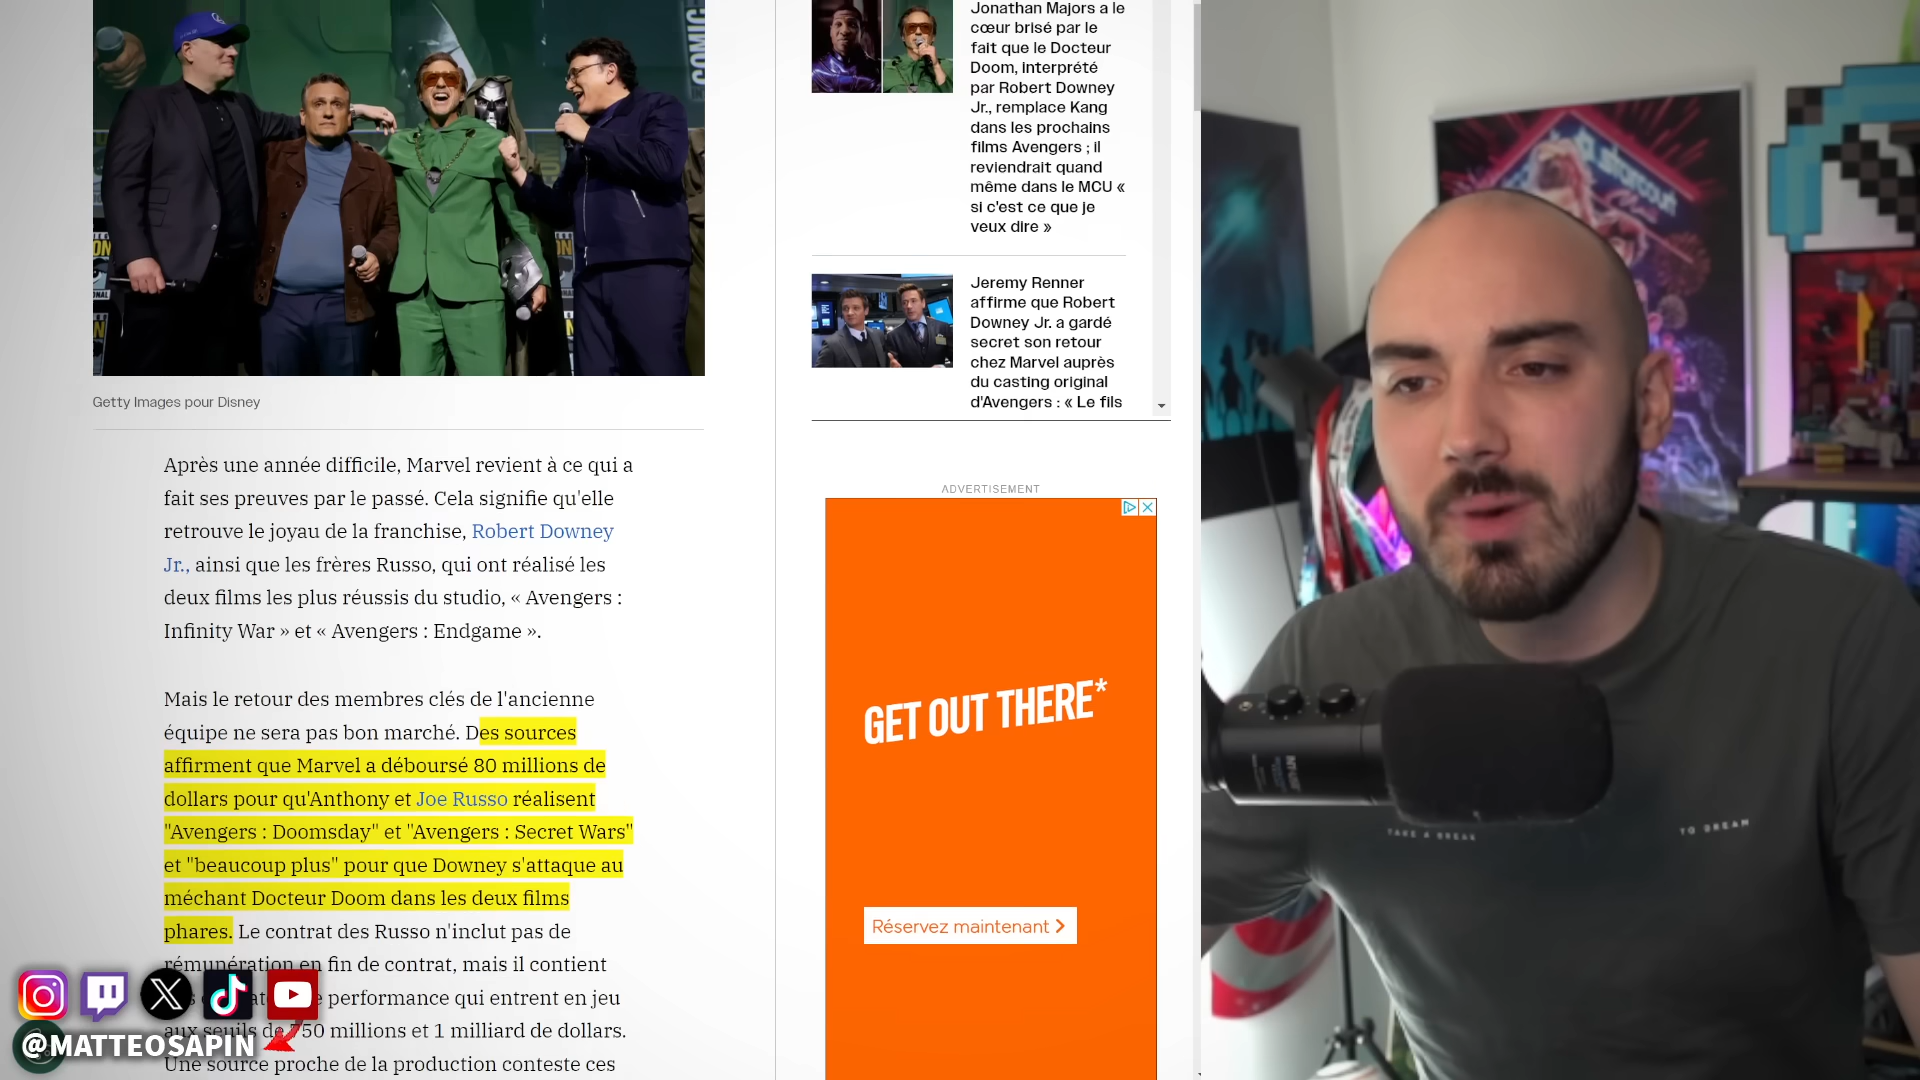 COMIC
Getty Images pour Disney
Après une année difficile, Marvel revient à ce qui a
fait ses preuves par le passé. Cela signifie qu'elle
retrouve le joyau de la franchise, Robert Downey
Jr., ainsi que les frères Russo, qui ont réalisé les
deux films les plus réussis du studio, « Avengers :
Infinity War » et « Avengers : Endgame ».
Mais le retour des membres clés de l'ancienne
équipe ne sera pas bon marché. Des sources
affirment que Marvel a déboursé 80 millions de
dollars pour qu'Anthony et Joe Russo réalisent
"Avengers : Doomsday" et "Avengers : Secret Wars"
et "beaucoup plus" pour que Downey s'attaque au
méchant Docteur Doom dans les deux films
phares. Le contrat des Russo n'inclut pas de
rémunération en fin de contrat, mais il contient
performance qui entrent en jeu
aux seuils de 750 millions et 1 milliard de dollars.
Une source proche de la production conteste ces
@MATTEOSAPIN
Jonathan Majors a le
cœur brisé par le
fait que le Docteur
Doom, interprété
par Robert Downey
Jr., remplace Kang
dans les prochains
films Avengers ; il
reviendrait quand
même dans le MCU «
si c'est ce que je
veux dire »
Jeremy Renner
affirme que Robert
Downey Jr. a gardé
secret son retour
chez Marvel auprès
du casting original
d'Avengers : « Le fils
ADVERTISEMENT
GET OUT THERE*
Réservez maintenant
TAKE A BREAK
TO DREAM